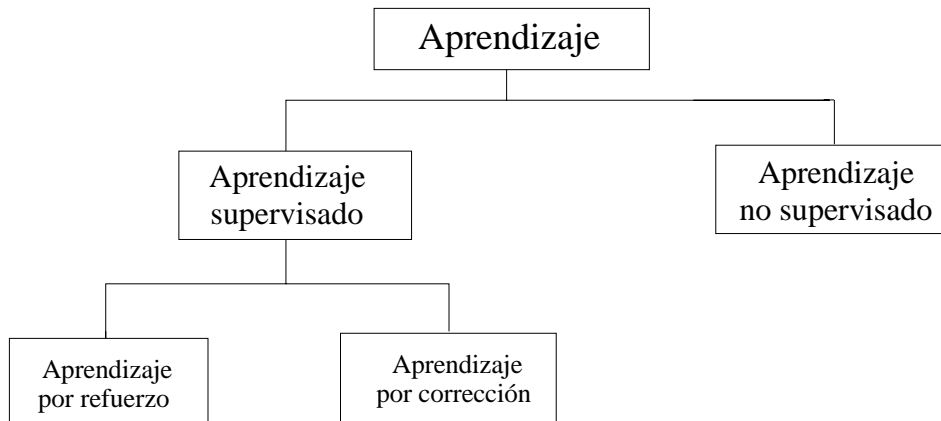 Aprendizaje
Aprendizaje
supervisado
Aprendizaje
no supervisado
Aprendizaje
por refuerzo
Aprendizaje
por corrección